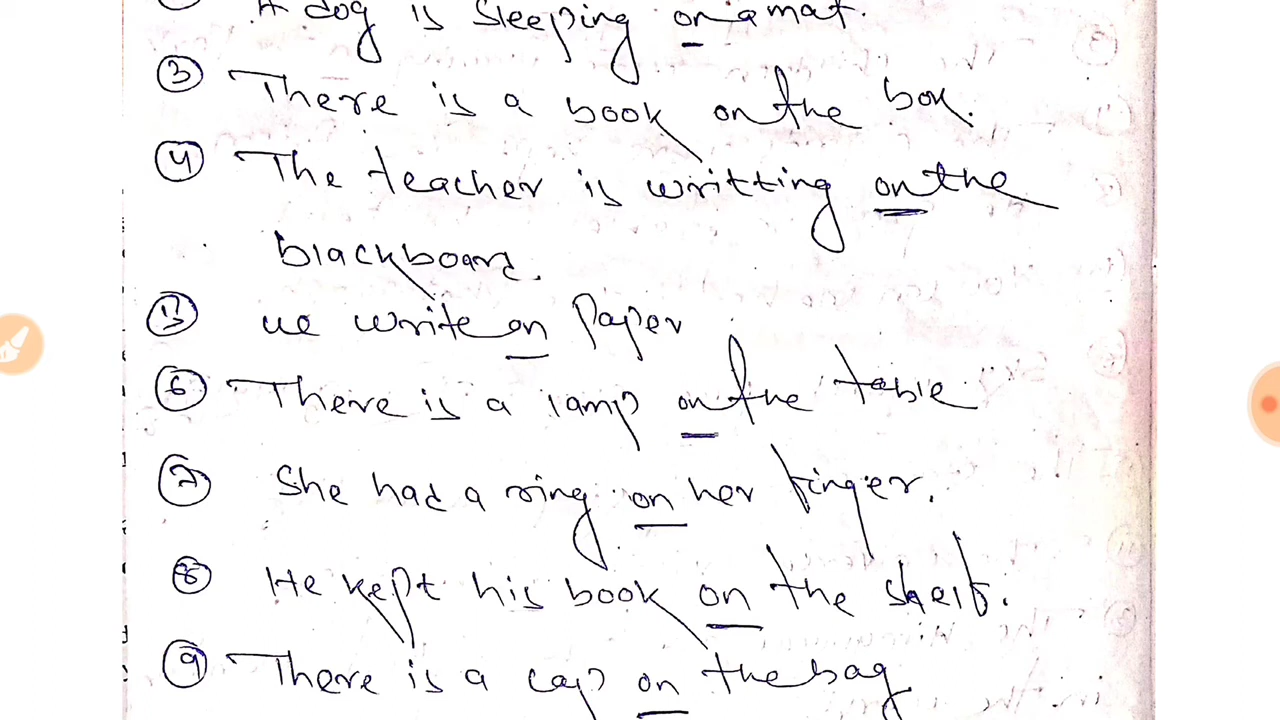 A dog is sleeping on a mat.
③ There is a book on the box.
④ The teacher is writting on the
blackboard.
⑤ we write on paper
⑥ There is a lamp on the table
⑦ She had a ring on her finger.
⑧ He kept his book on the shelf.
⑨ There is a cap on the bag